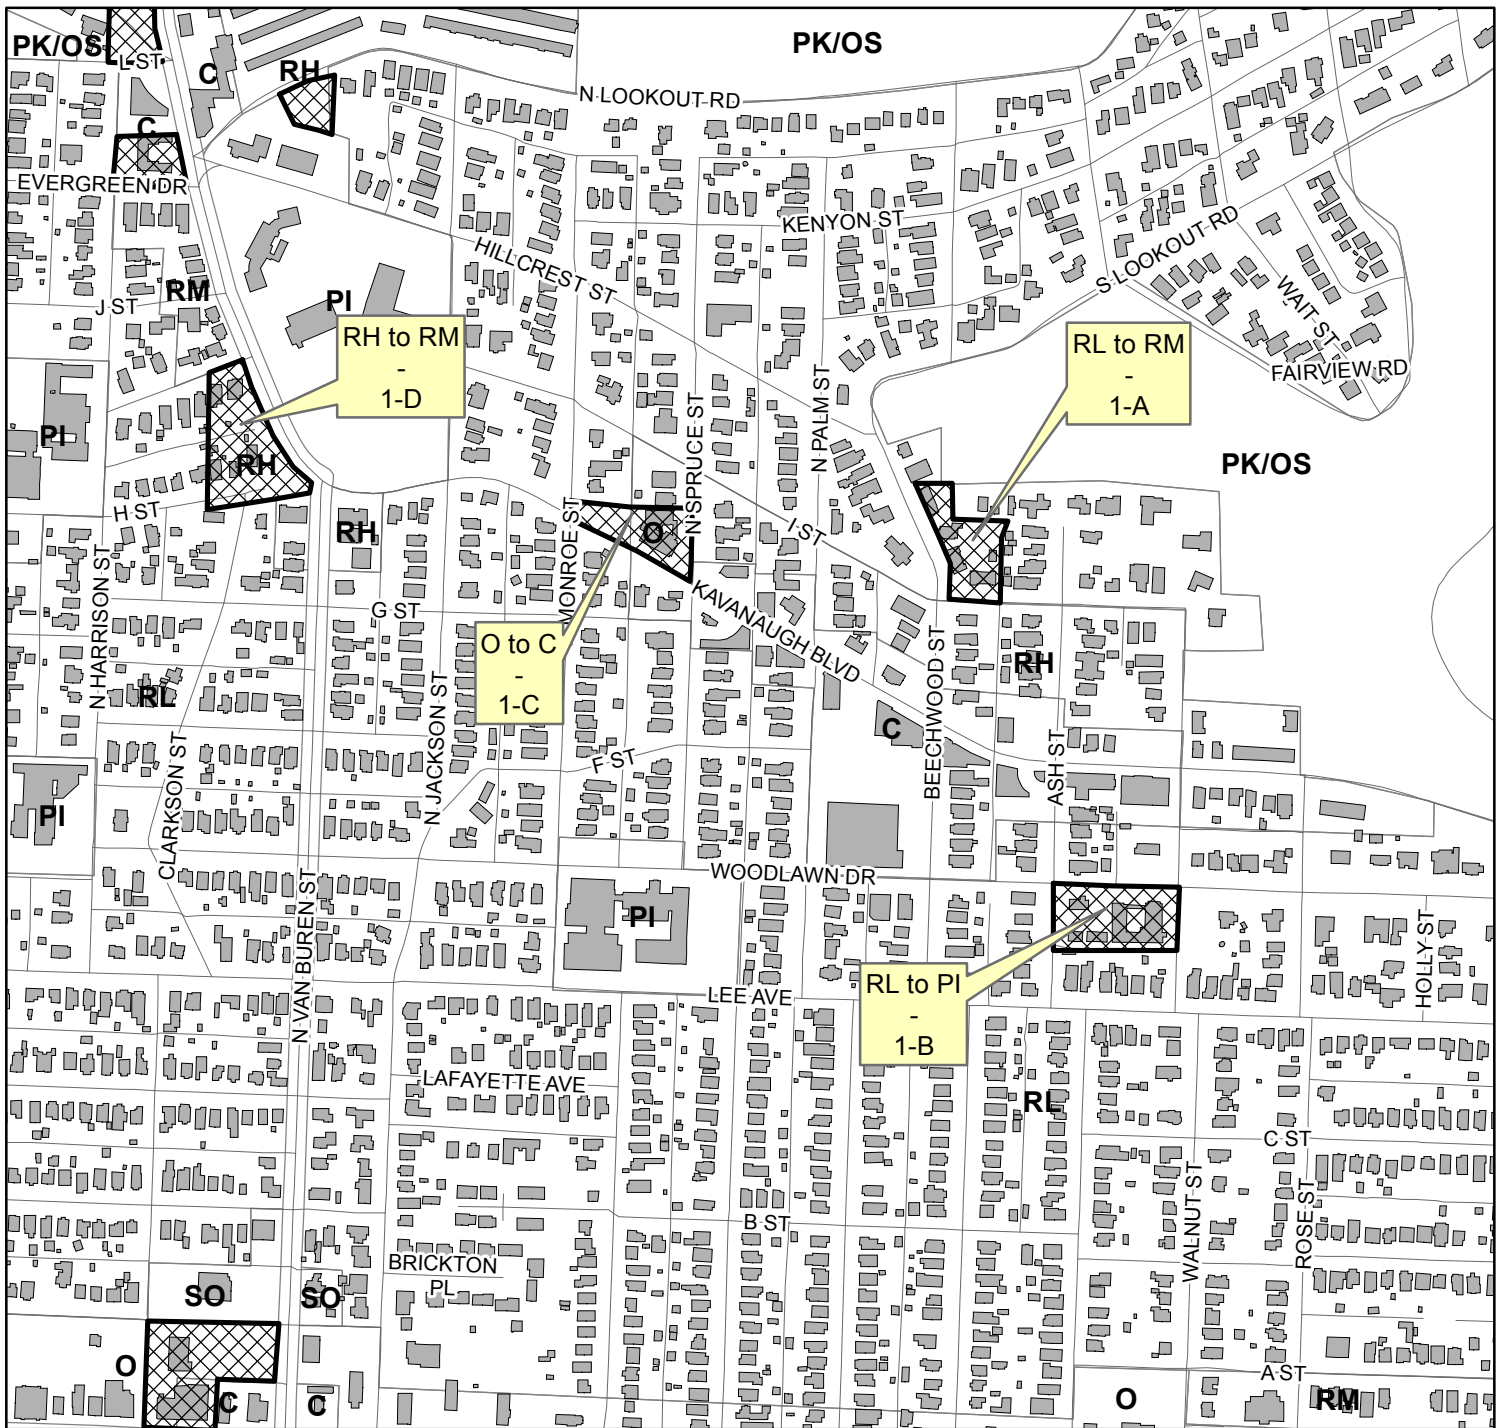 PK/OS
L ST
C
RH
PK/OS
N LOOKOUT RD
C
EVERGREEN DR
KENYON ST
HILLCREST ST
S LOOKOUT RD
RM
J ST
PI
WAIT ST
FAIRVIEW RD
RH to RM
-
1-D
RL to RM
-
1-A
N PALM ST
N SPRUCE ST
PI
RH
PK/OS
H ST
RH
MONROE ST
O
I ST
N HARRISON ST
G ST
KAVANAUGH BLVD
O to C
-
1-C
BEECHWOOD ST
RH
RL
N JACKSON ST
C
CLARKSON ST
F ST
ASH ST
PI
WOODLAWN DR
N VAN BUREN ST
PI
HOLLY ST
RL to PI
-
1-B
LEE AVE
LAFAYETTE AVE
RL
C ST
WALNUT ST
ROSE ST
B ST
BRICKTON
PL
SO
SO
O
C
C
A ST
O
RM